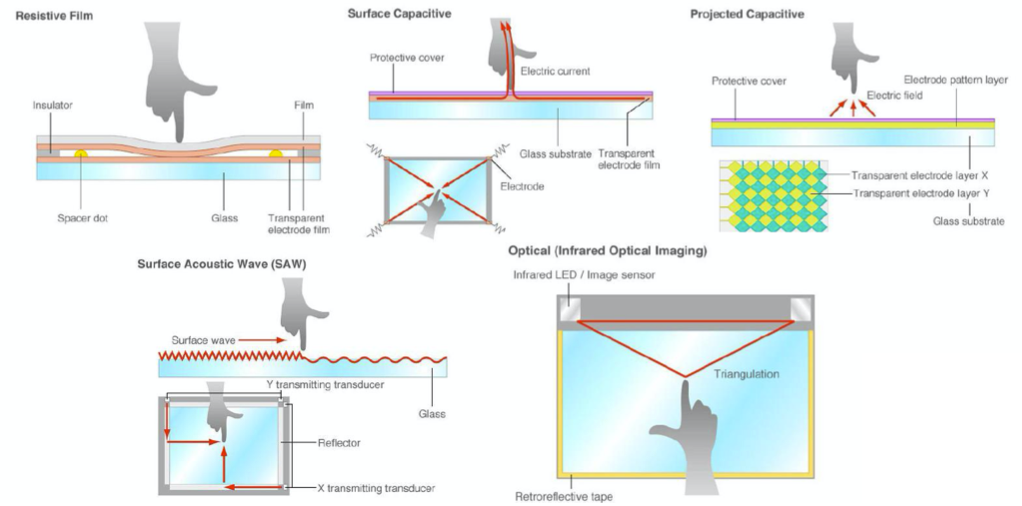 Resistive Film
Insulator
Film
Spacer dot
Glass
Transparent
electrode film
Surface Capacitive
Protective cover
Electric current
Glass substrate
Transparent
electrode film
Electrode
Projected Capacitive
Protective cover
Electrode pattern layer
Electric field
Transparent electrode layer X
Transparent electrode layer Y
Glass substrate
Surface Acoustic Wave (SAW)
Surface wave
Y transmitting transducer
Glass
Reflector
X transmitting transducer
Optical (Infrared Optical Imaging)
Infrared LED / Image sensor
Triangulation
Retroreflective tape